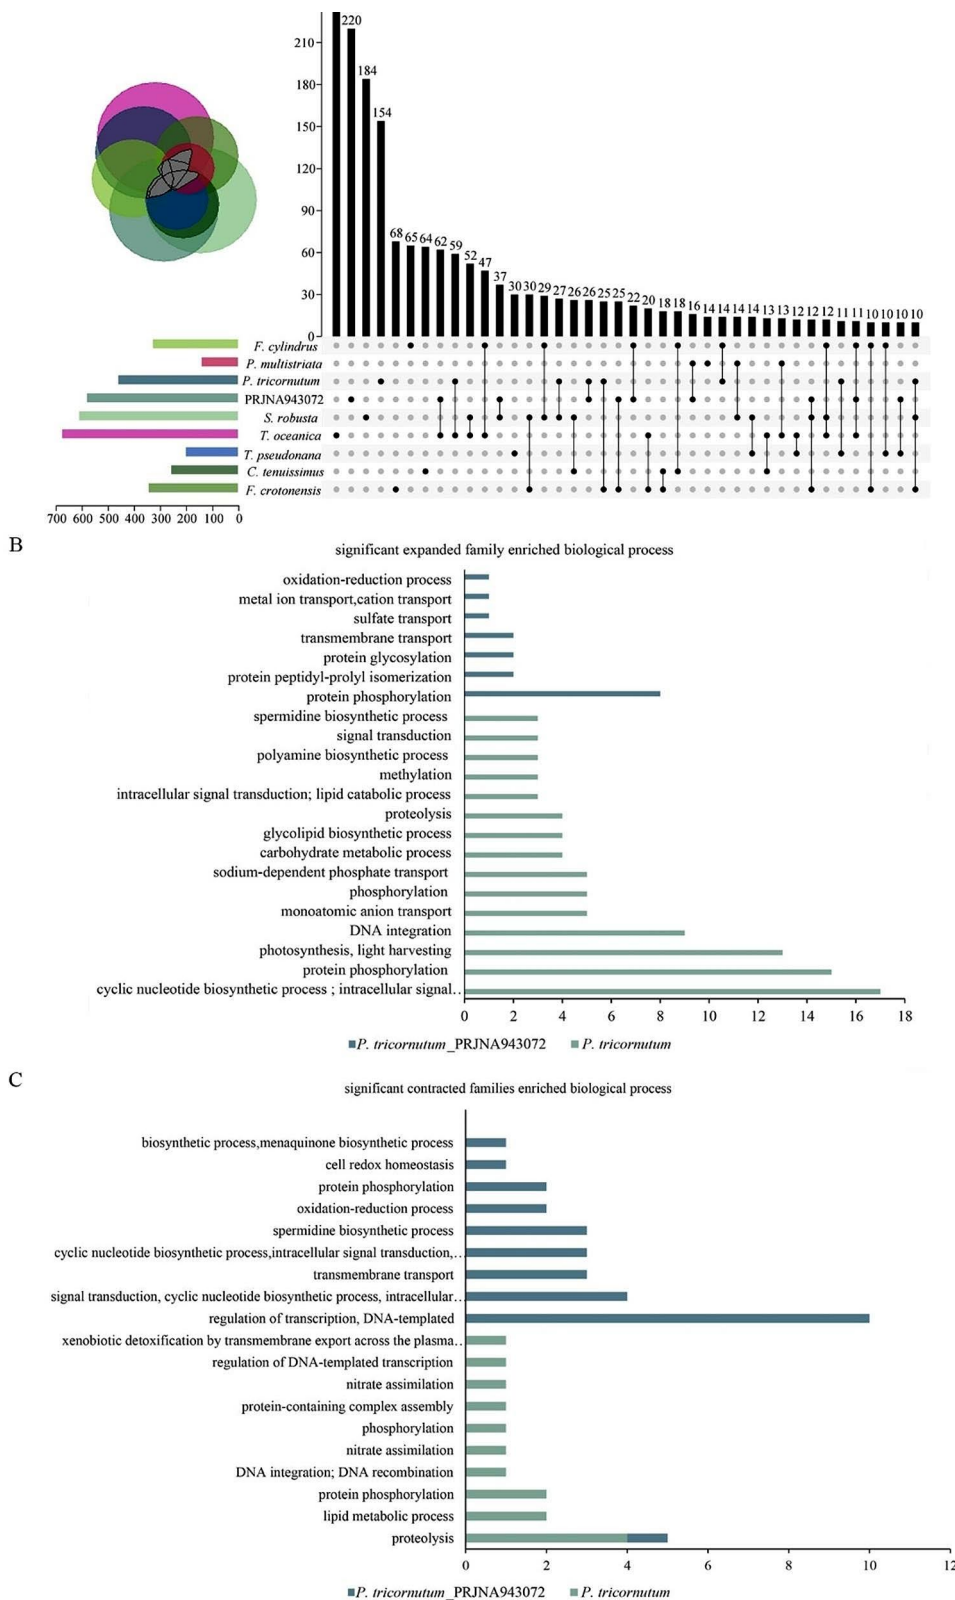 220
210
184
180
154
150
120
90
68 65 64 62 59 52 47 37 30 30 29 27 26 26 25 25 22 20 18 18 16 14 14 14 14 13 13 12 12 12 11 11 10 10 10 10
60
30
0
F. cylindrus
P. multistriata
P. tricornutum
PRJNA943072
S. robusta
T. oceanica
T. pseudonana
C. tenuissimus
F. crotonensis
700 600 500 400 300 200 100 0
B
significant expanded family enriched biological process
oxidation-reduction process
metal ion transport,cation transport
sulfate transport
transmembrane transport
protein glycosylation
protein peptidyl-prolyl isomerization
protein phosphorylation
spermidine biosynthetic process
signal transduction
polyamine biosynthetic process
methylation
intracellular signal transduction; lipid catabolic process
proteolysis
glycolipid biosynthetic process
carbohydrate metabolic process
sodium-dependent phosphate transport
phosphorylation
monoatomic anion transport
DNA integration
photosynthesis, light harvesting
protein phosphorylation
cyclic nucleotide biosynthetic process ; intracellular signal…
0 2 4 6 8 10 12 14 16 18
P. tricornutum_PRJNA943072 P. tricornutum
C
significant contracted families enriched biological process
biosynthetic process,menaquinone biosynthetic process
cell redox homeostasis
protein phosphorylation
oxidation-reduction process
spermidine biosynthetic process
cyclic nucleotide biosynthetic process,intracellular signal transduction,…
transmembrane transport
signal transduction, cyclic nucleotide biosynthetic process, intracellular…
regulation of transcription, DNA-templated
xenobiotic detoxification by transmembrane export across the plasma…
regulation of DNA-templated transcription
nitrate assimilation
protein-containing complex assembly
phosphorylation
nitrate assimilation
DNA integration; DNA recombination
protein phosphorylation
lipid metabolic process
proteolysis
0 2 4 6 8 10 12
P. tricornutum_PRJNA943072 P. tricornutum